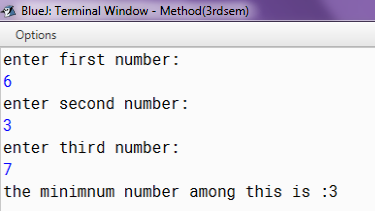 BlueJ: Terminal Window - Method(3rdsem)
Options
enter first number:
6
enter second number:
3
enter third number:
7
the minimnum number among this is :3